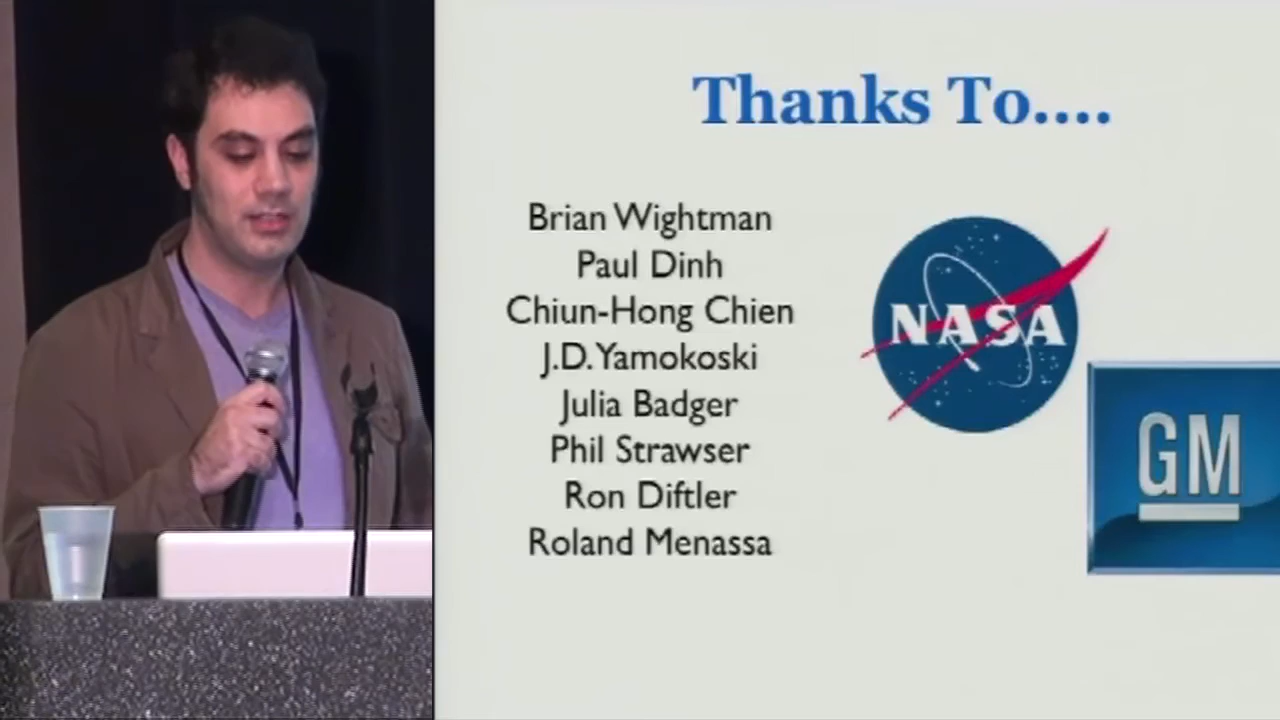 Thanks To....
Brian Wightman
Paul Dinh
Chiun-Hong Chien
J.D. Yamokoski
Julia Badger
Phil Strawser
Ron Diftler
Roland Menassa
NASA
GM